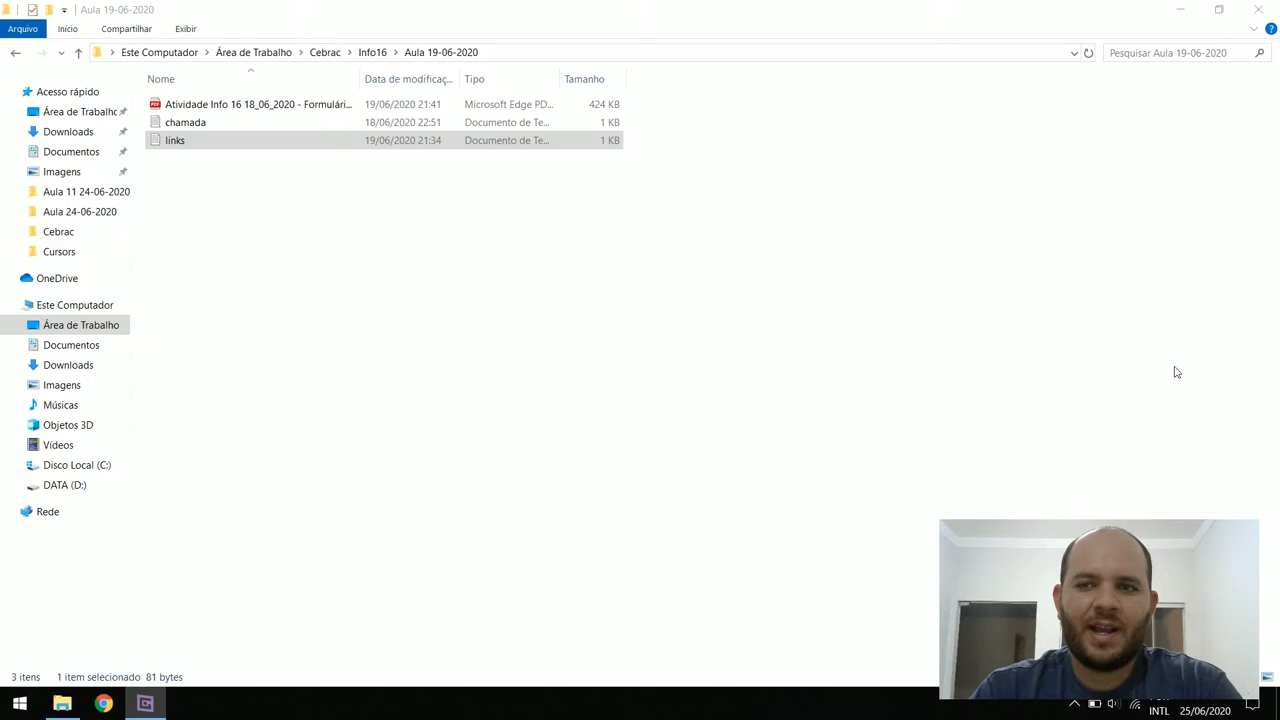 Aula 19-06-2020
Arquivo Início Compartilhar Exibir
Este Computador Área de Trabalho Cebrac Info16 Aula 19-06-2020
Pesquisar Aula 19-06-2020
Nome Data de modificaç... Tipo Tamanho
Atividade Info 16 18_06_2020 - Formulári... 19/06/2020 21:41 Microsoft Edge PD... 424 KB
chamada 18/06/2020 22:51 Documento de Te... 1 KB
links 19/06/2020 21:34 Documento de Te... 1 KB
Acesso rápido
Área de Trabalho
Downloads
Documentos
Imagens
Aula 11 24-06-2020
Aula 24-06-2020
Cebrac
Cursors
OneDrive
Este Computador
Área de Trabalho
Documentos
Downloads
Imagens
Músicas
Objetos 3D
Vídeos
Disco Local (C:)
DATA (D:)
Rede
3 itens 1 item selecionado 81 bytes
INTL 25/06/2020